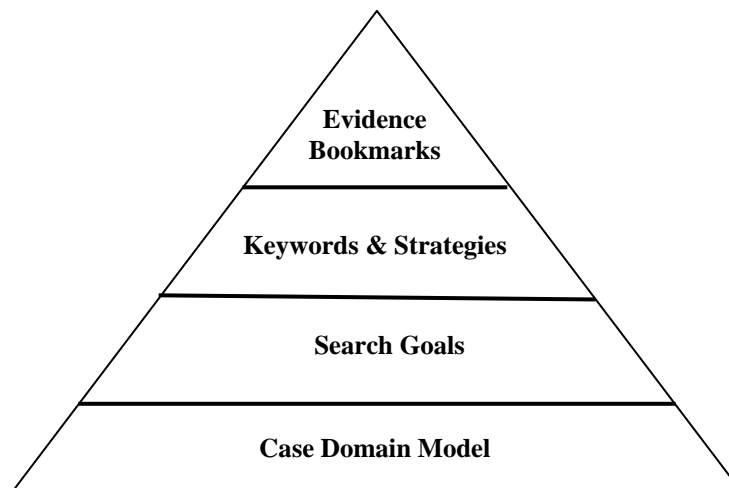 Evidence
Bookmarks
Keywords & Strategies
Search Goals
Case Domain Model